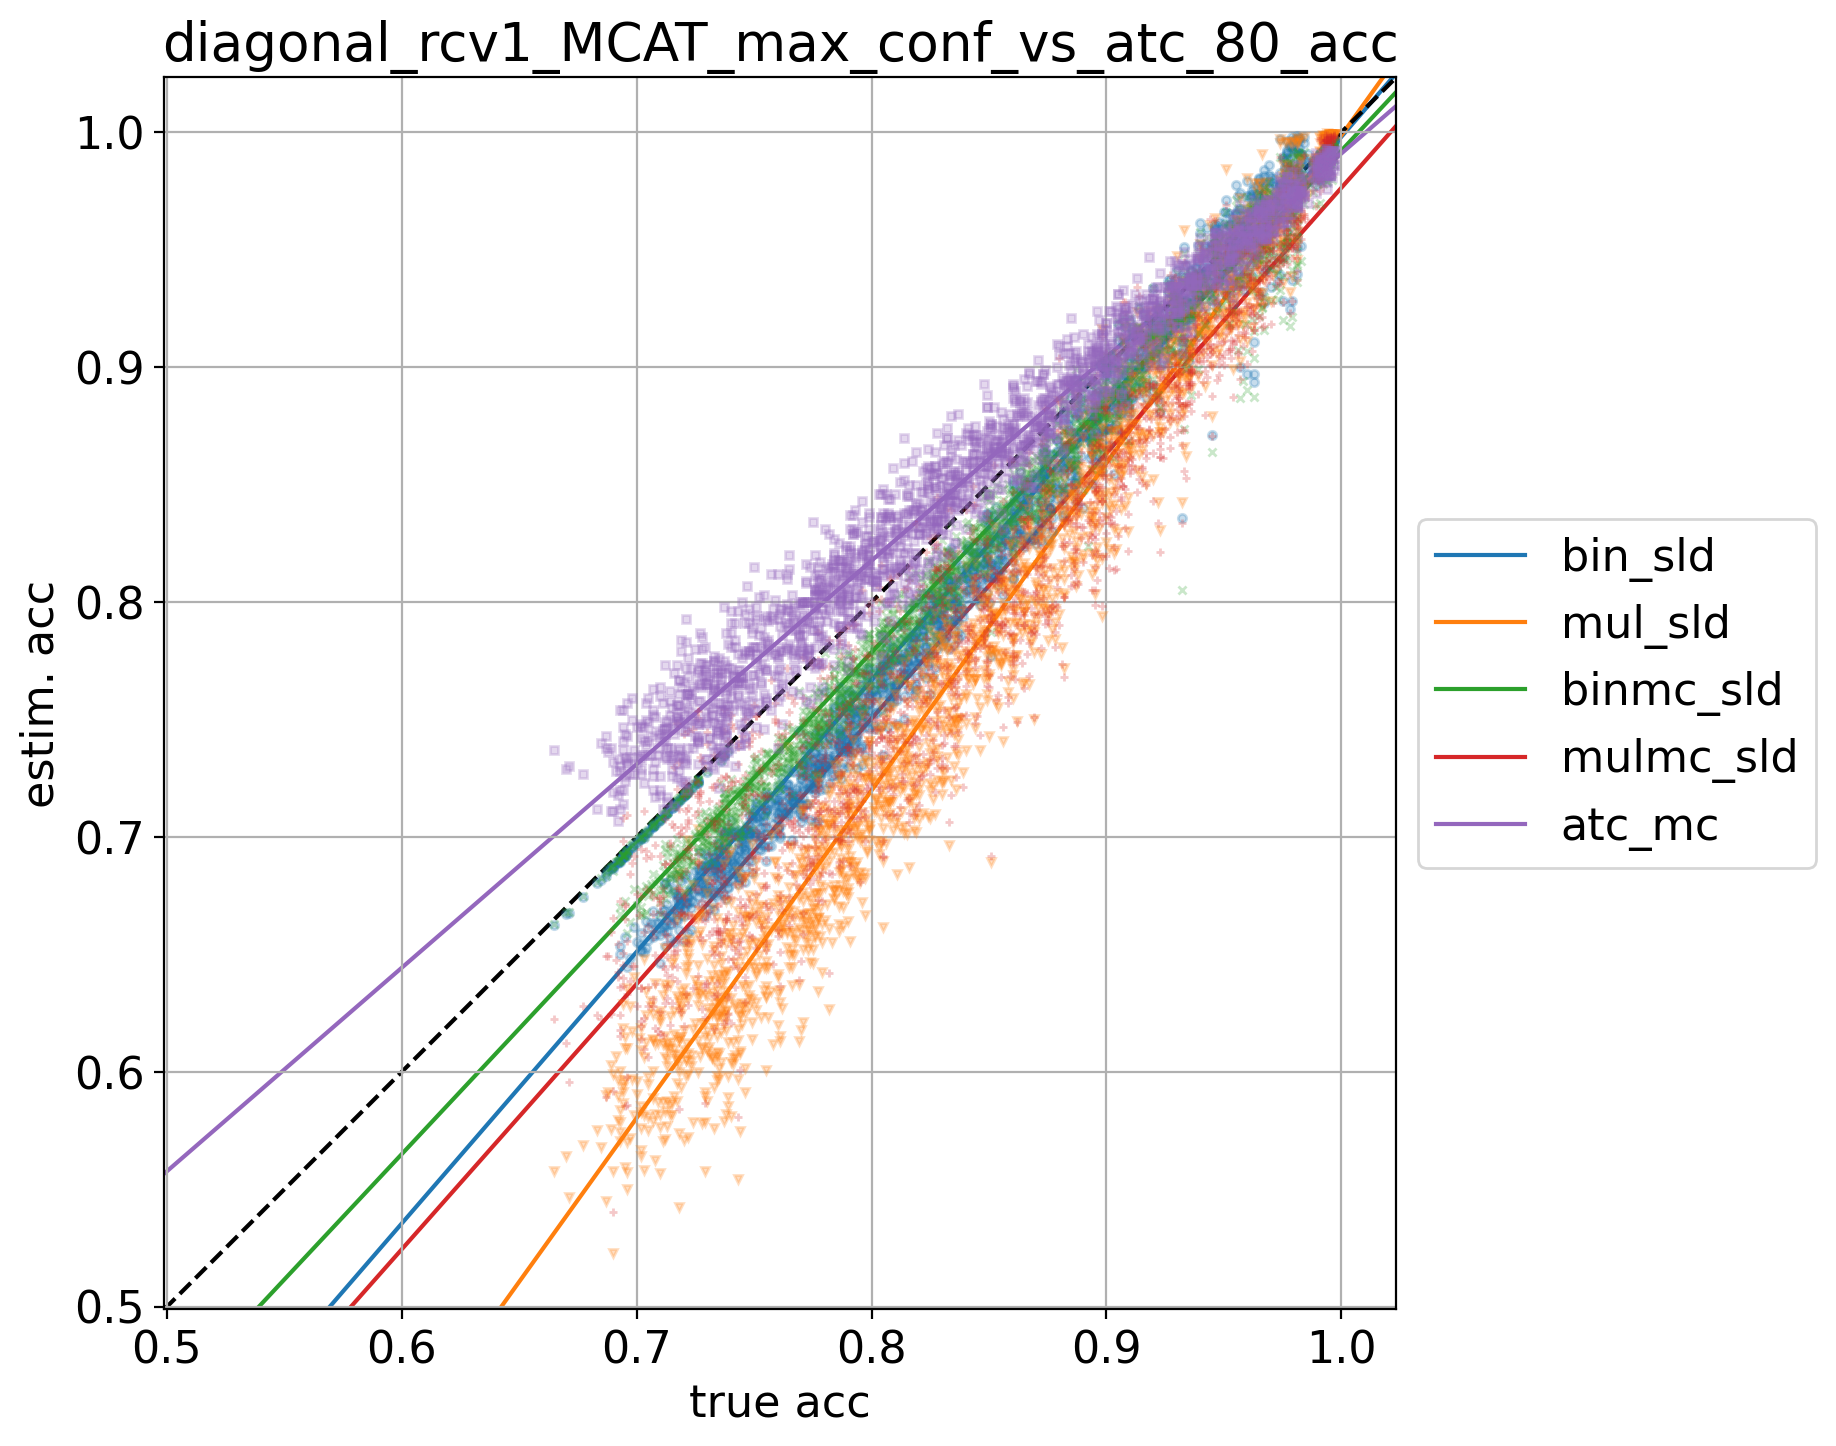 diagonal_rcv1_MCAT_max_conf_vs_atc_80_acc
1.0
0.9
0.8
0.7
0.6
0.5
estim. acc
0.5 0.6 0.7 0.8 0.9 1.0
true acc
bin_sld
mul_sld
binmc_sld
mulmc_sld
atc_mc